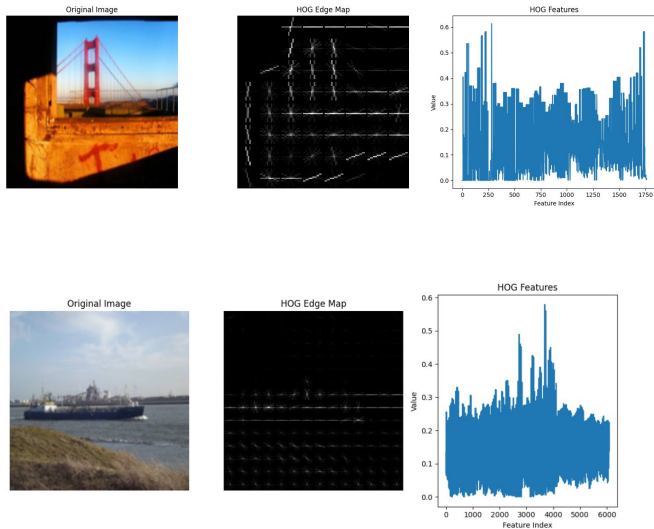 Original Image
HOG Edge Map
HOG Features
Value
0.6
0.5
0.4
0.3
0.2
0.1
0.0
0 250 500 750 1000 1250 1500 1750
Feature Index
Original Image
HOG Edge Map
HOG Features
Value
0.6
0.5
0.4
0.3
0.2
0.1
0.0
0 1000 2000 3000 4000 5000 6000
Feature Index